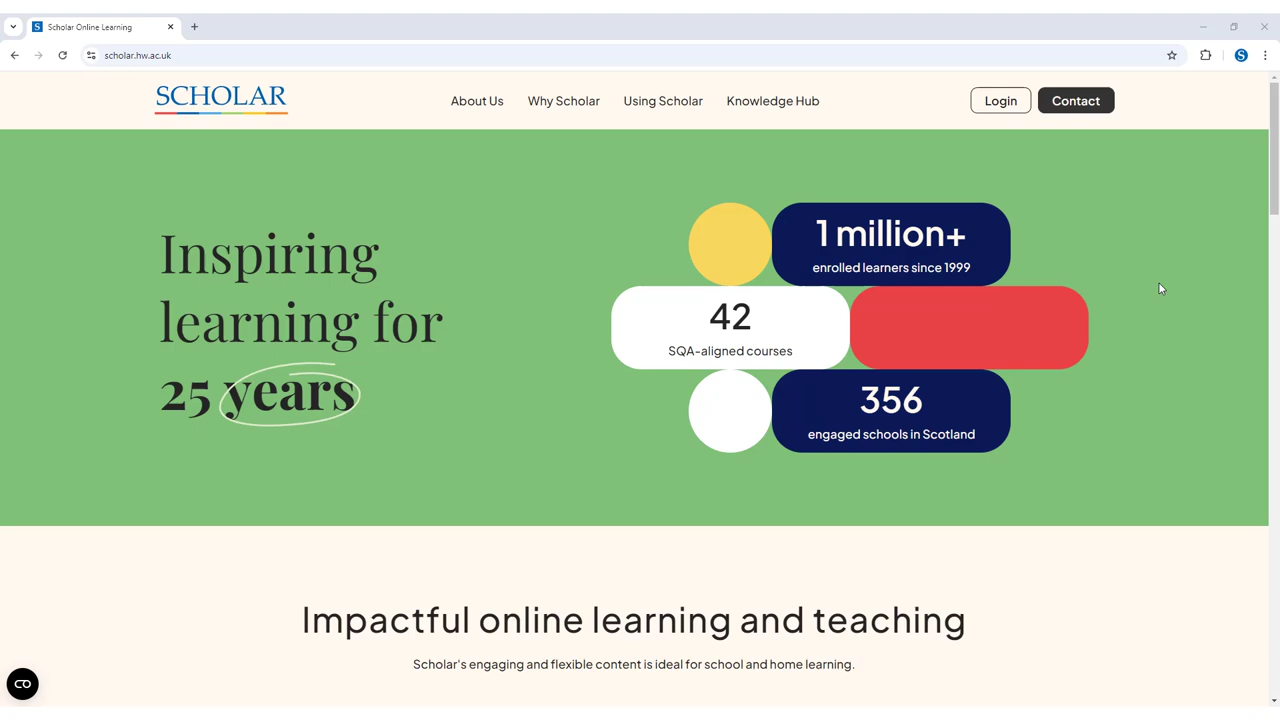 Scholar Online Learning
scholar.hw.ac.uk
S
SCHOLAR
About Us
Why Scholar
Using Scholar
Knowledge Hub
Login
Contact
Inspiring
learning for
25 years
1 million+
enrolled learners since 1999
42
SQA-aligned courses
356
engaged schools in Scotland
Impactful online learning and teaching
Scholar's engaging and flexible content is ideal for school and home learning.